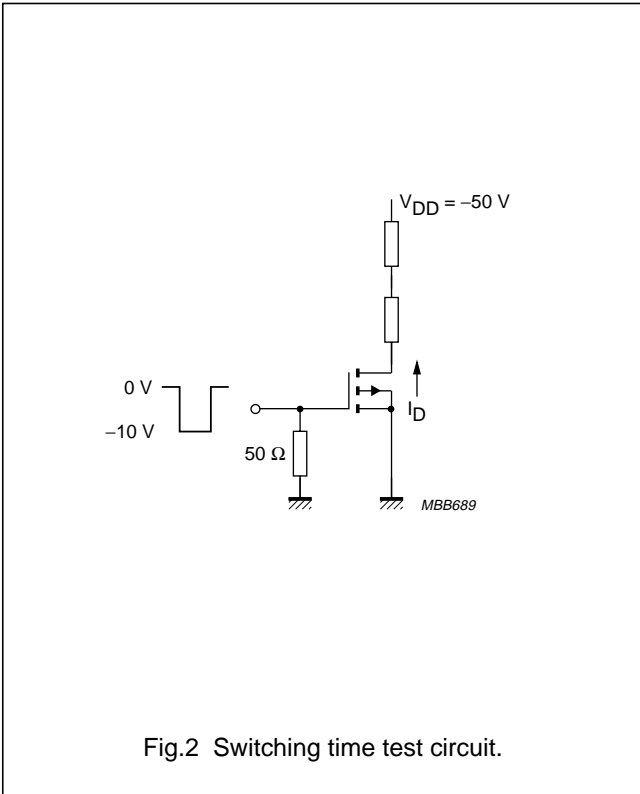 V_DD = −50 V
0 V
−10 V
I_D
50 Ω
MBB689
Fig.2 Switching time test circuit.